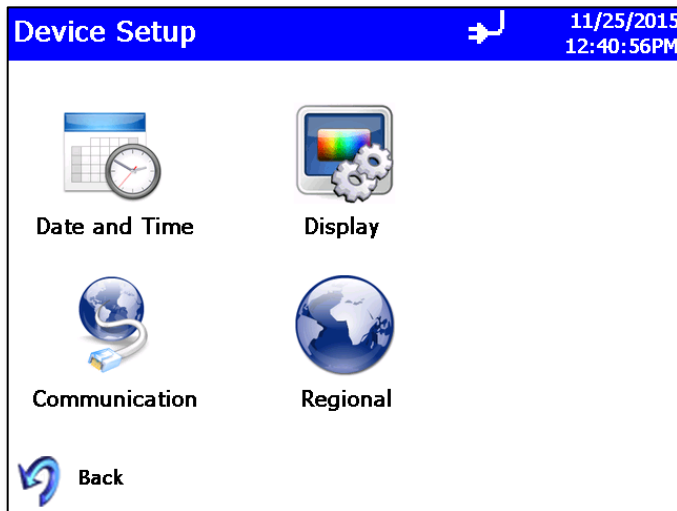 Device Setup
11/25/2015
12:40:56PM
Date and Time
Display
Communication
Regional
Back